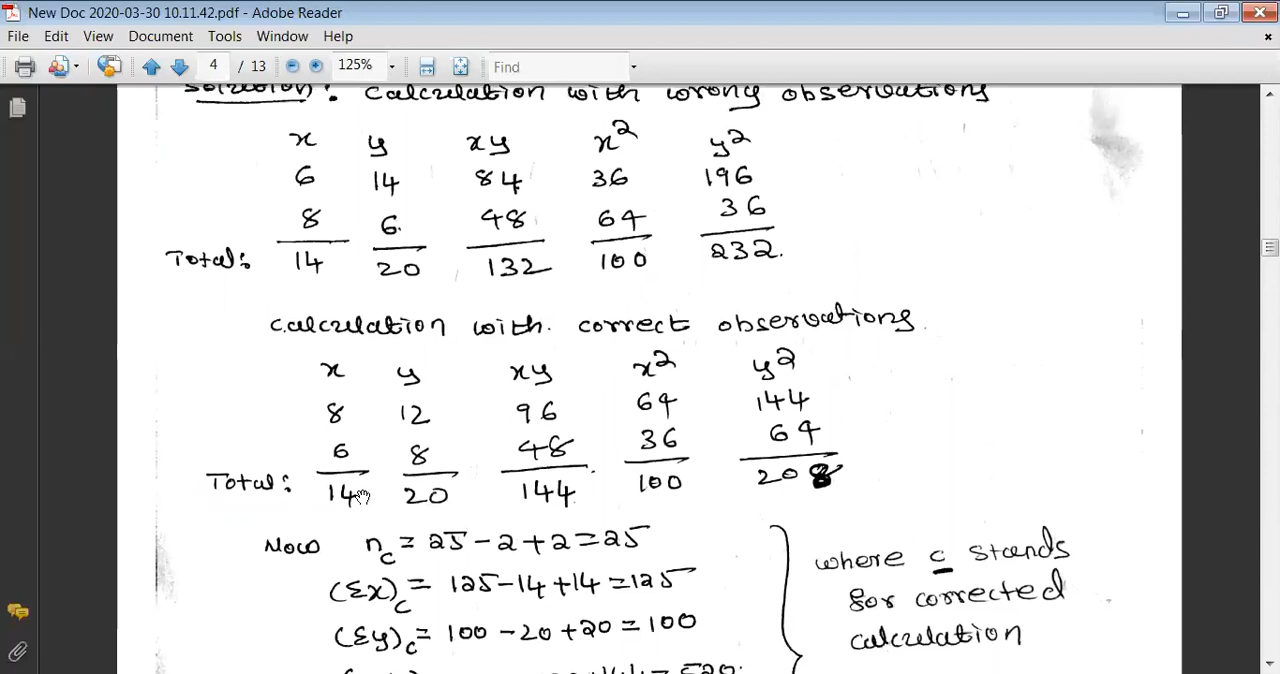 New Doc 2020-03-30 10.11.42.pdf - Adobe Reader
File Edit View Document Tools Window Help
4 / 13 125% Find
Solution: Calculation with wrong observations
x y xy x² y²
6 14 84 36 196
8 6 48 64 36
Total: 14 20 132 100 232
Calculation with correct observations
x y xy x² y²
8 12 96 64 144
6 8 48 36 64
Total: 14 20 144 100 208
Now n_c = 25 - 2 + 2 = 25
(Σx)_c = 125 - 14 + 14 = 125
(Σy)_c = 100 - 20 + 20 = 100
where c stands
for corrected
calculation